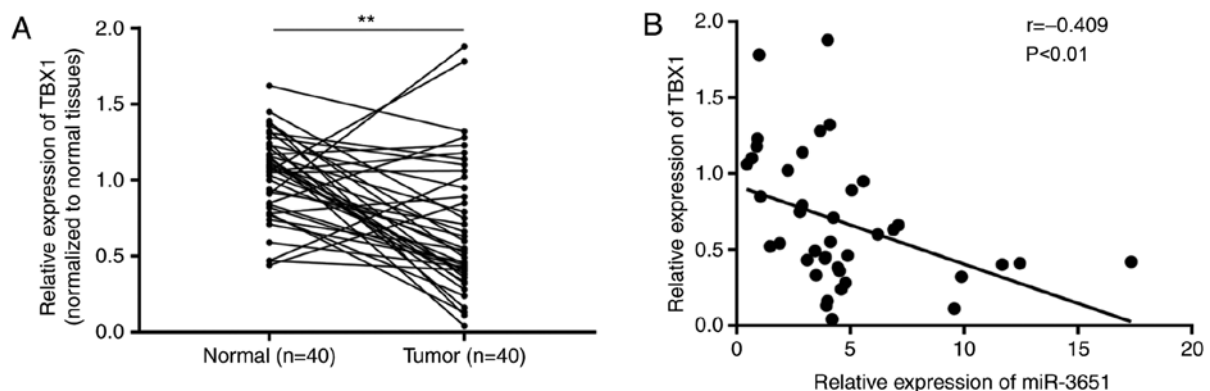 A
Relative expression of TBX1
(normalized to normal tissues)
2.0
1.5
1.0
0.5
0.0
**
Normal (n=40)
Tumor (n=40)
B
Relative expression of TBX1
2.0
1.5
1.0
0.5
0.0
r=−0.409
P<0.01
0
5
10
15
20
Relative expression of miR-3651